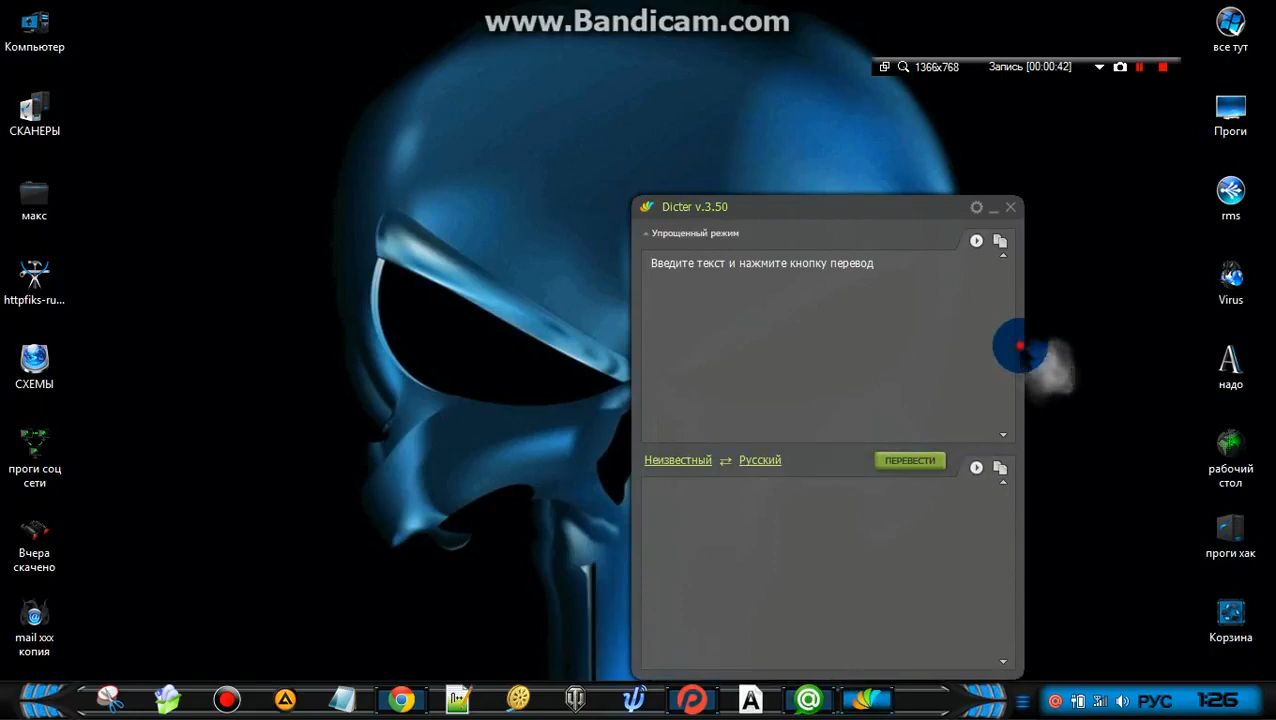 www.Bandicam.com
1366x768 Запись [00:00:42]
Компьютер
СКАНЕРЫ
макс
httpfiks-ru...
СХЕМЫ
проги соц
сети
Вчера
скачено
mail xxx
копия
Dicter v.3.50
Упрощенный режим
Введите текст и нажмите кнопку перевод
Неизвестный ⇄ Русский ПЕРЕВЕСТИ
все тут
Проги
rms
Virus
надо
рабочий
стол
проги хак
Корзина
РУС 1:26